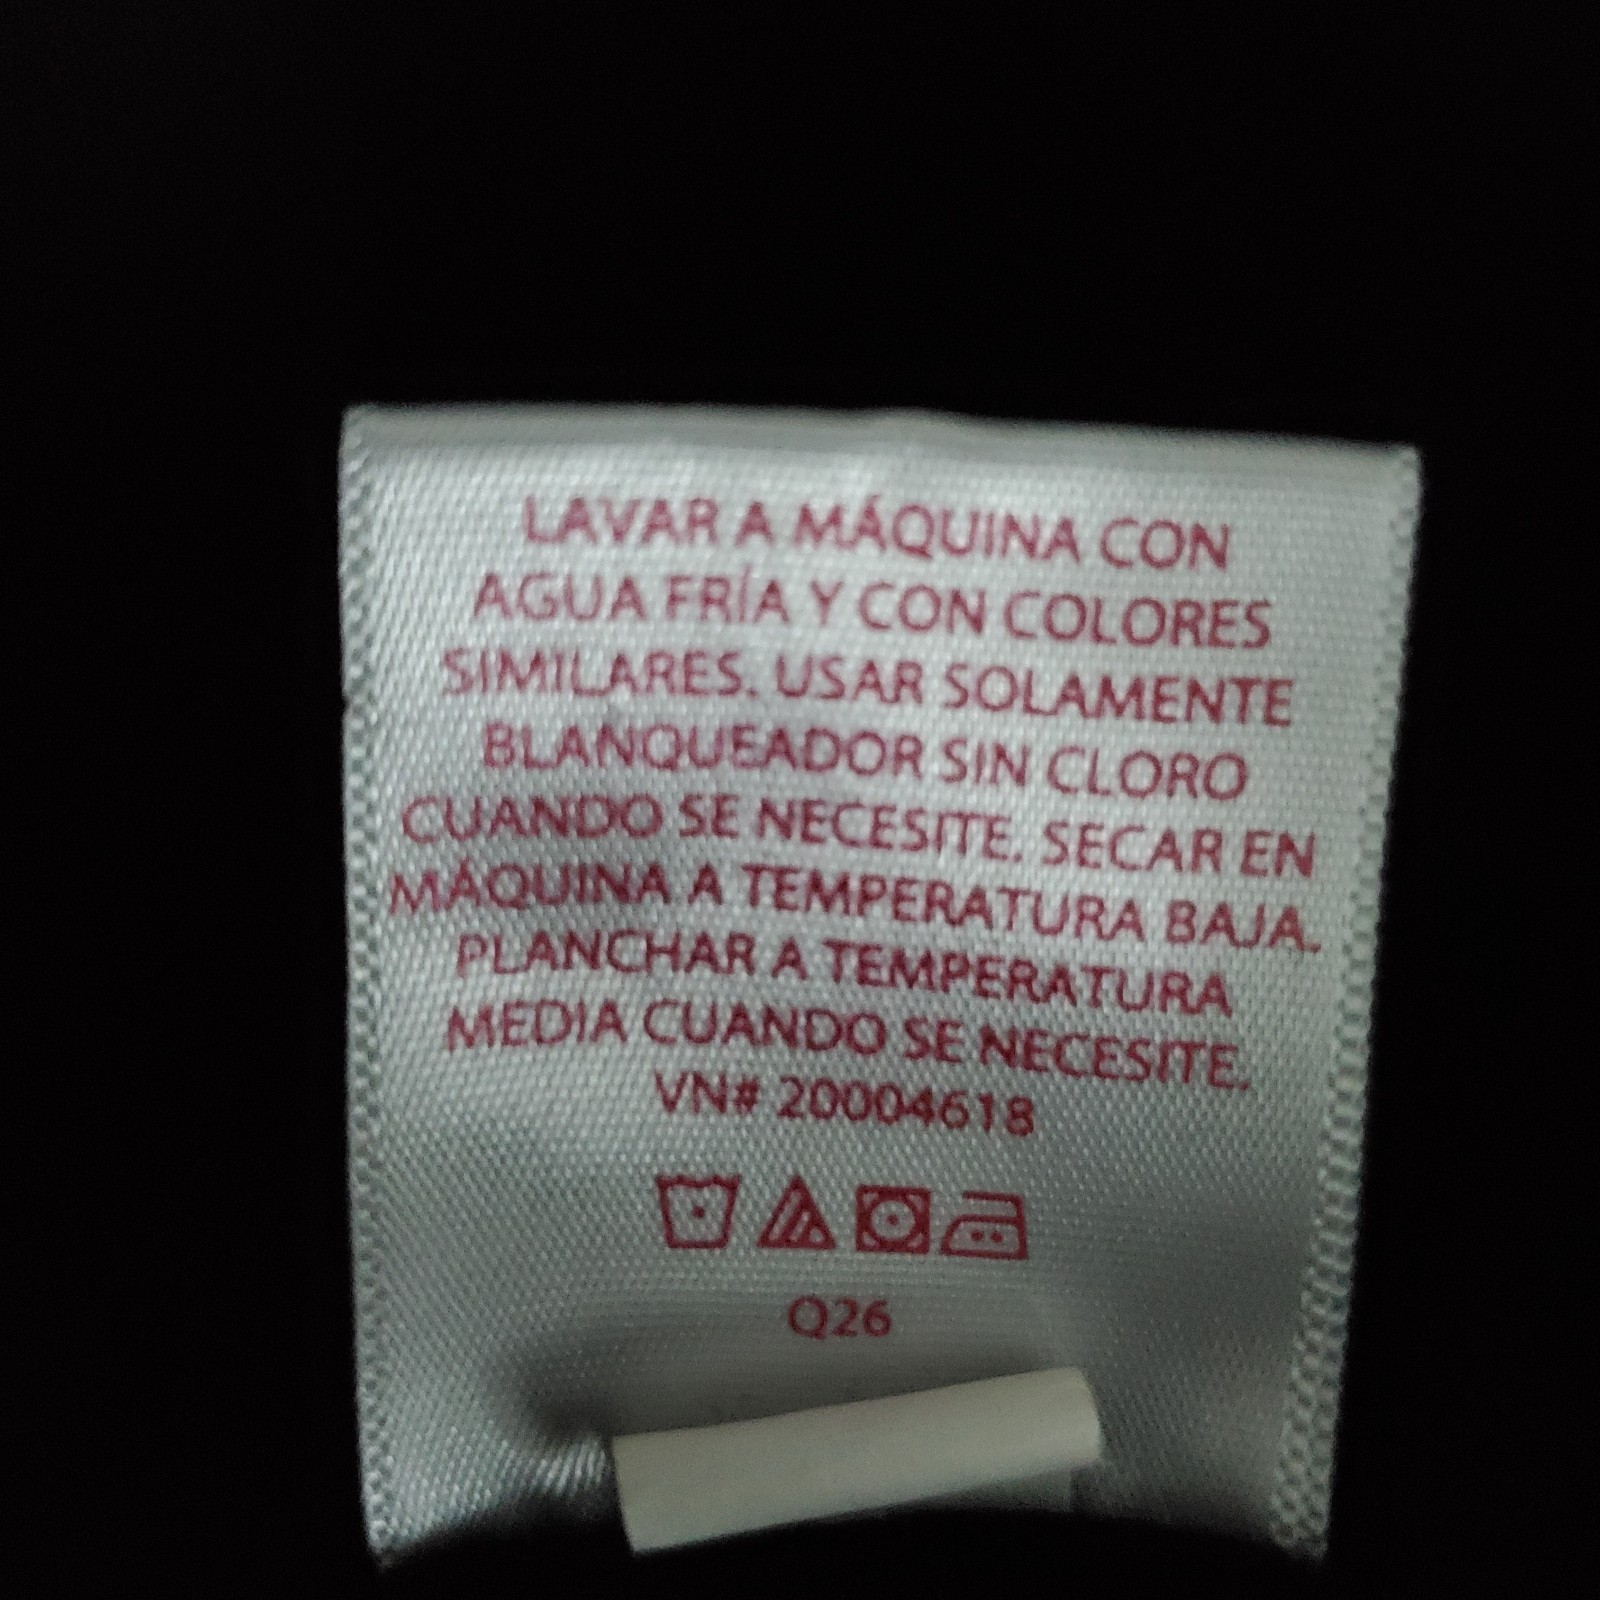 LAVAR A MÁQUINA CON
AGUA FRÍA Y CON COLORES
SIMILARES. USAR SOLAMENTE
BLANQUEADOR SIN CLORO
CUANDO SE NECESITE. SECAR EN
MÁQUINA A TEMPERATURA BAJA.
PLANCHAR A TEMPERATURA
MEDIA CUANDO SE NECESITE.
VN# 20004618
Q26